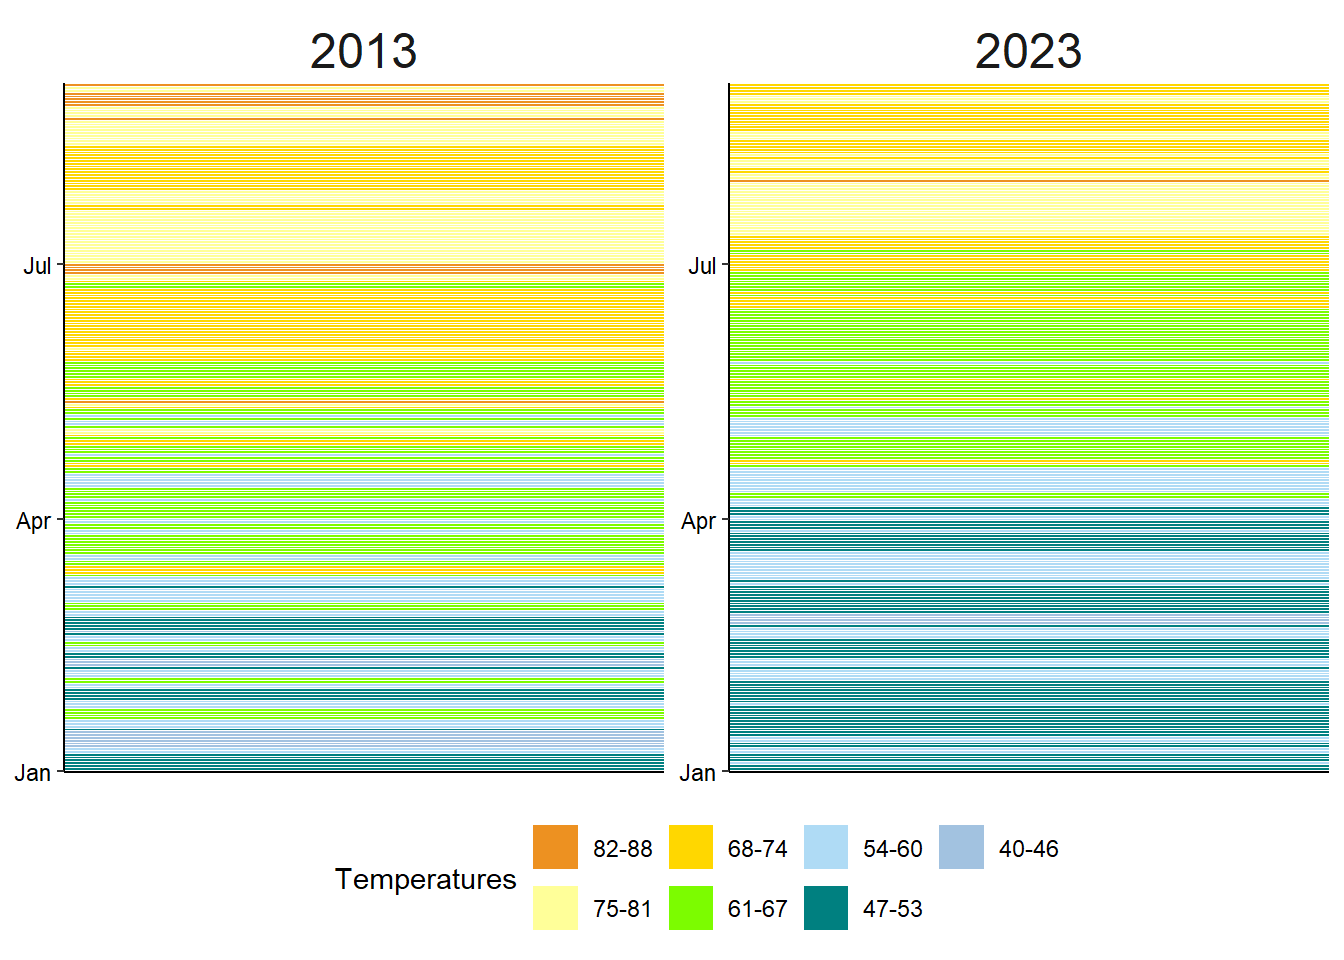 2013 2023
Jul Jul
Apr Apr
Jan Jan
82-88 68-74 54-60 40-46
Temperatures
75-81 61-67 47-53